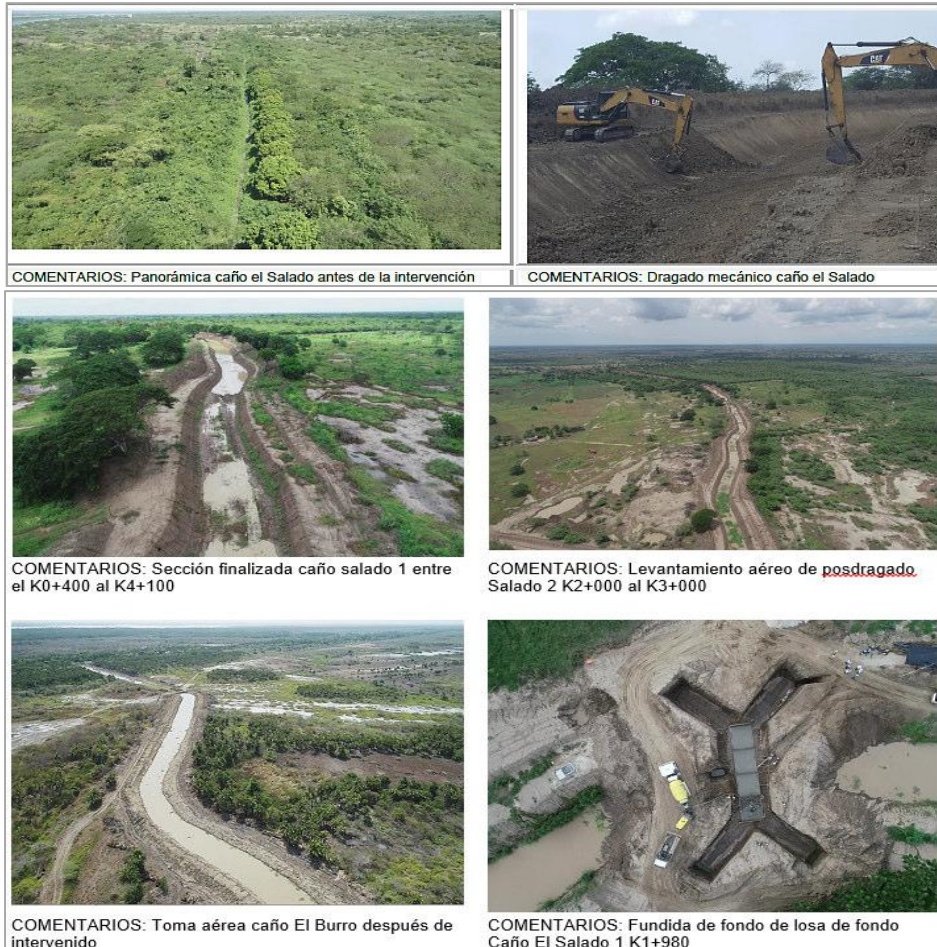 CAT
CAT
COMENTARIOS: Panorámica caño el Salado antes de la intervención
COMENTARIOS: Dragado mecánico caño el Salado
COMENTARIOS: Sección finalizada caño salado 1 entre
el K0+400 al K4+100
COMENTARIOS: Levantamiento aéreo de posdragado
Salado 2 K2+000 al K3+000
COMENTARIOS: Toma aérea caño El Burro después de
intervenido
COMENTARIOS: Fundida de fondo de losa de fondo
Caño El Salado 1 K1+980